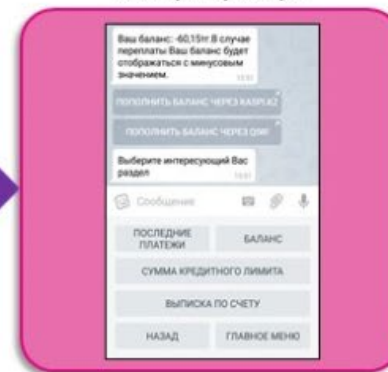 Ваш баланс: -60,15тг.В случае
переплаты Ваш баланс будет
отображаться с минусовым
значением.
ПОПОЛНИТЬ БАЛАНС ЧЕРЕЗ KASPI.KZ
ПОПОЛНИТЬ БАЛАНС ЧЕРЕЗ QIWI
Выберите интересующий Вас
раздел
Сообщение
ПОСЛЕДНИЕ
ПЛАТЕЖИ
БАЛАНС
СУММА КРЕДИТНОГО ЛИМИТА
ВЫПИСКА ПО СЧЕТУ
НАЗАД
ГЛАВНОЕ МЕНЮ